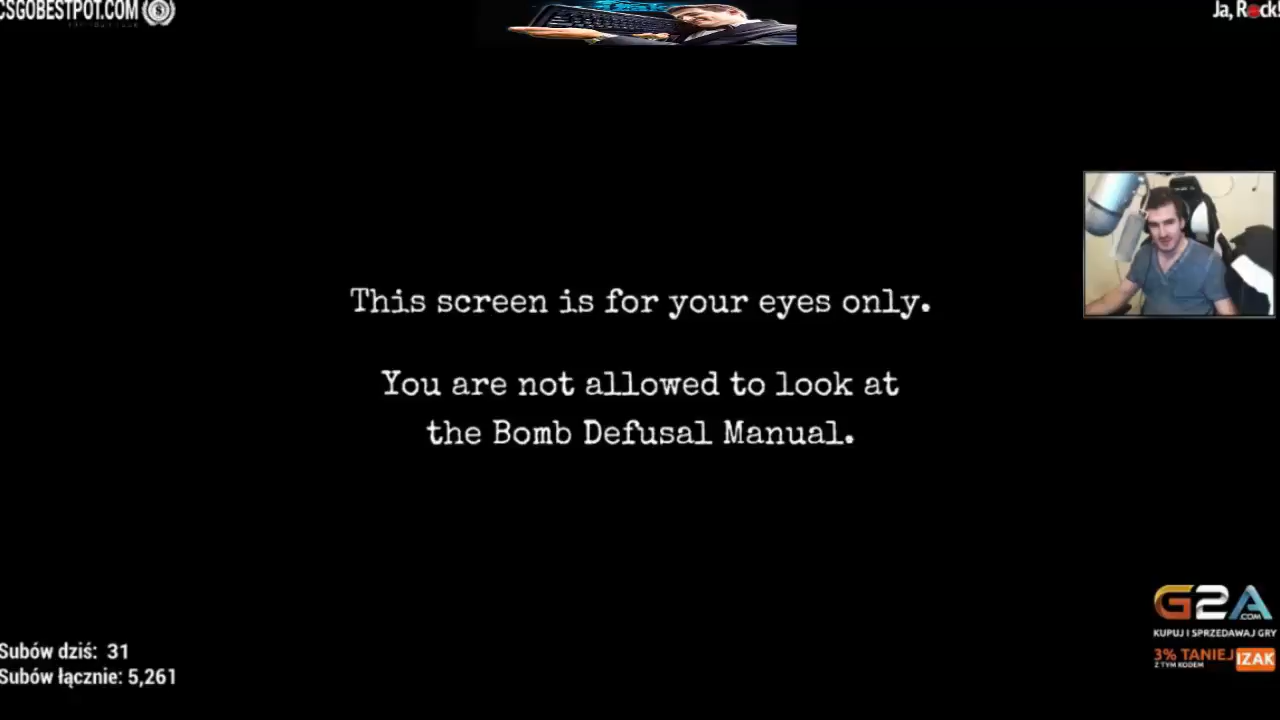 CSGOBESTPOT.COM
Ja, Rock!
This screen is for your eyes only.
You are not allowed to look at
the Bomb Defusal Manual.
G2A
.COM
KUPUJ I SPRZEDAWAJ GRY
3% TANIEJ
Z TYM KODEM
IZAK
Subów dziś: 31
Subów łącznie: 5,261